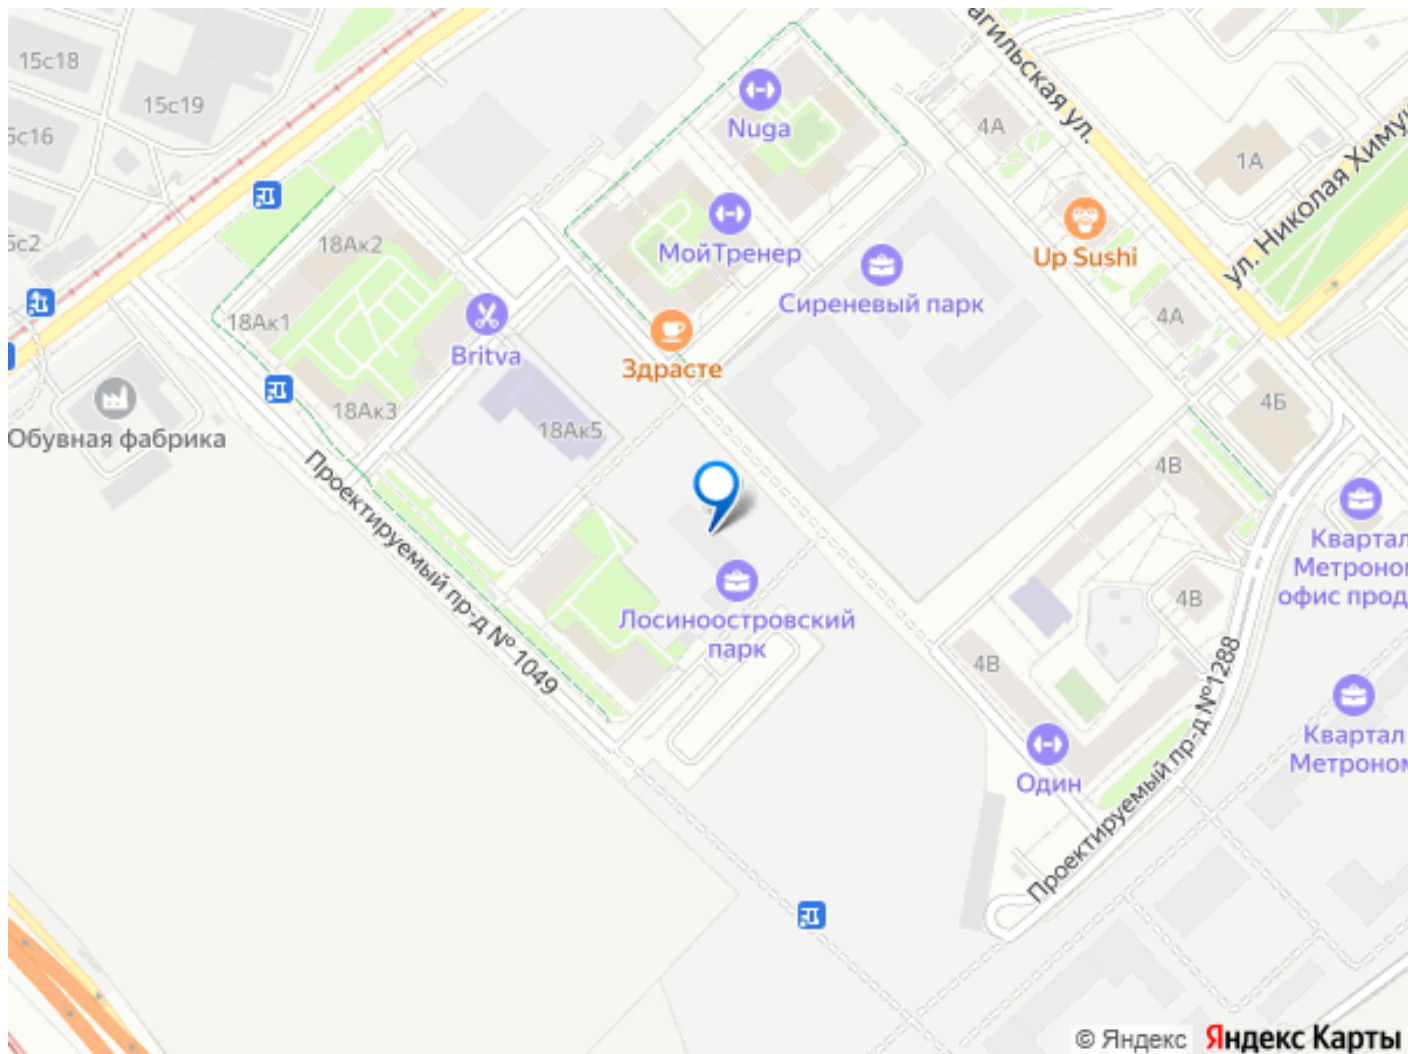 15с18
15с19
5с16
5с2
Nuga
4А
агильская ул.
1А
ул. Николая Химу
МойТренер
Up Sushi
18Ак2
Сиреневый парк
4А
18Ак1
Britva
Здрасте
18Ак3
18Ак5
4Б
Обувная фабрика
4В
Проектируемый пр-д № 1049
Квартал
Метроном
офис прод
Лосиноостровский
парк
4В
4В
Проектируемый пр-д №1288
Один
Квартал
Метроном
© Яндекс Яндекс Карты